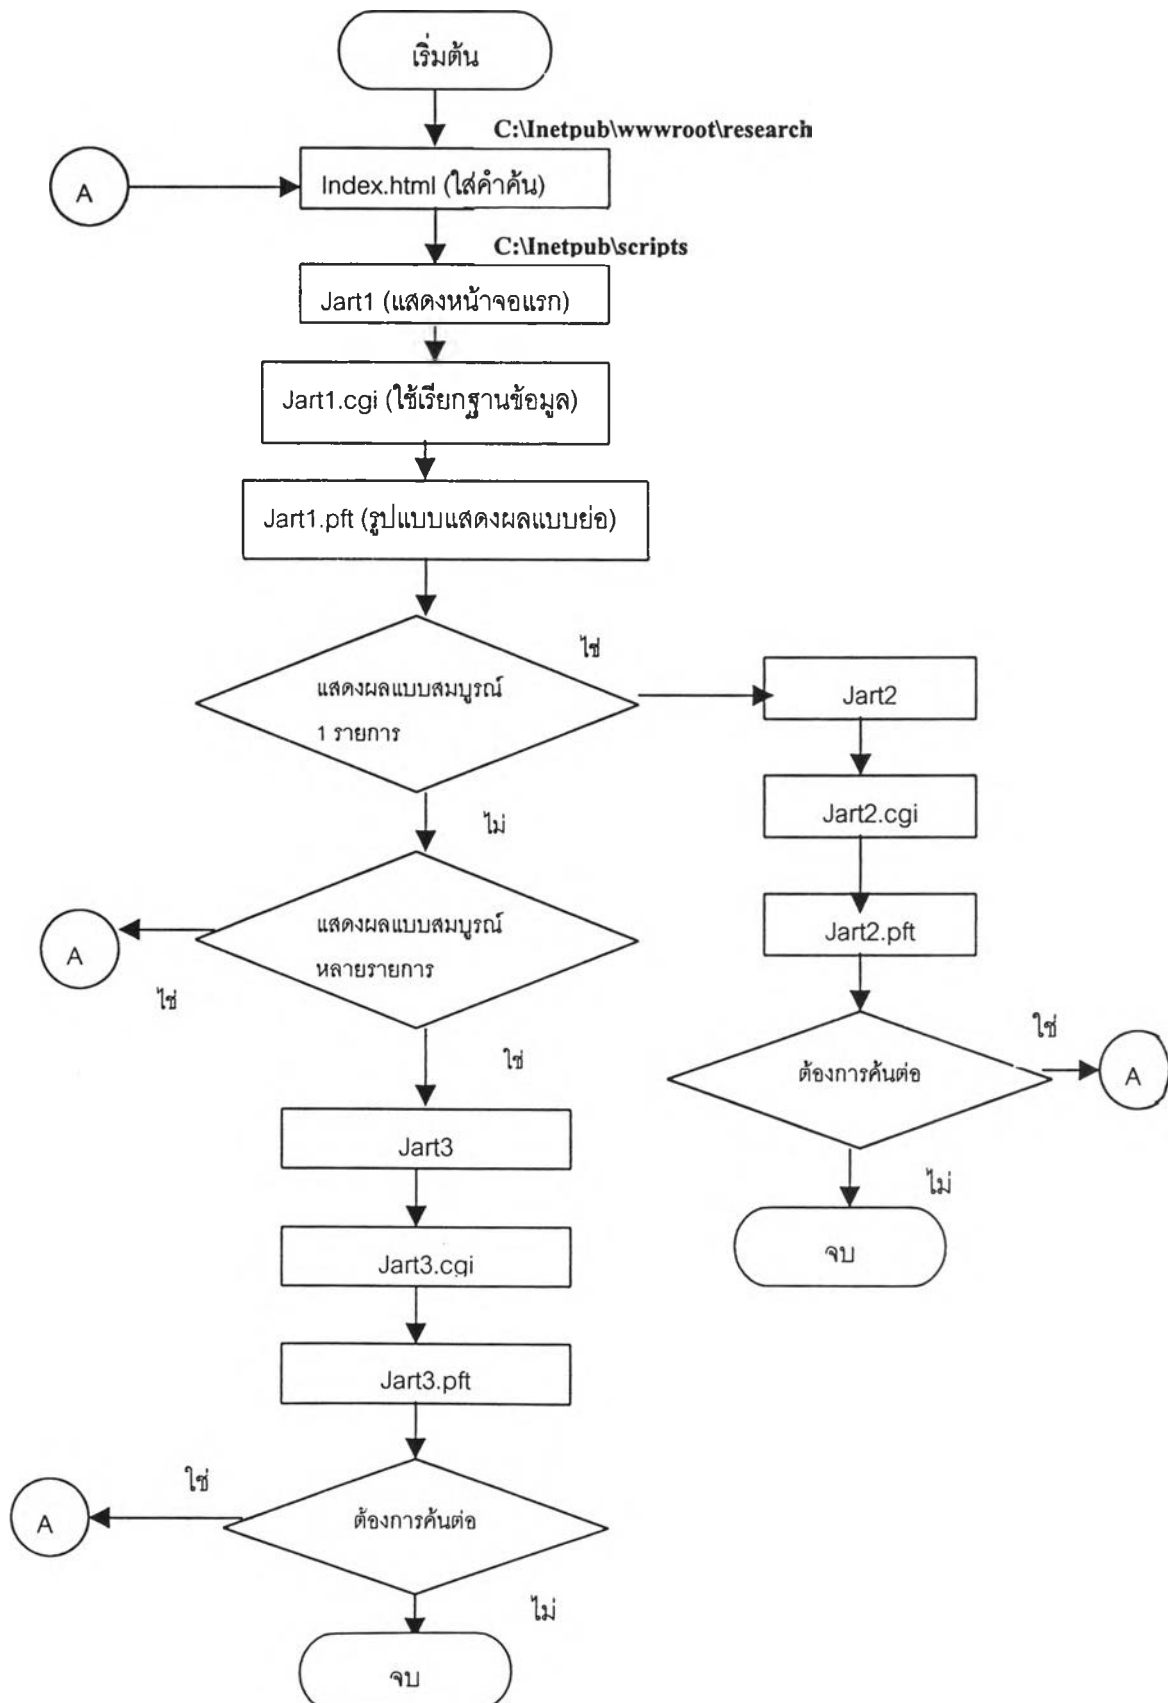 เริ่มต้น
C:\Inetpub\wwwroot\research
A
Index.html (ใส่คำค้น)
C:\Inetpub\scripts
Jart1 (แสดงหน้าจอแรก)
Jart1.cgi (ใช้เรียกฐานข้อมูล)
Jart1.pft (รูปแบบแสดงผลแบบย่อ)
ใช่
แสดงผลแบบสมบูรณ์
1 รายการ
Jart2
ไม่
Jart2.cgi
แสดงผลแบบสมบูรณ์
หลายรายการ
A
ใช่
Jart2.pft
ใช่
ต้องการค้นต่อ
A
ใช่
Jart3
ไม่
จบ
Jart3.cgi
Jart3.pft
ใช่
A
ต้องการค้นต่อ
ไม่
จบ